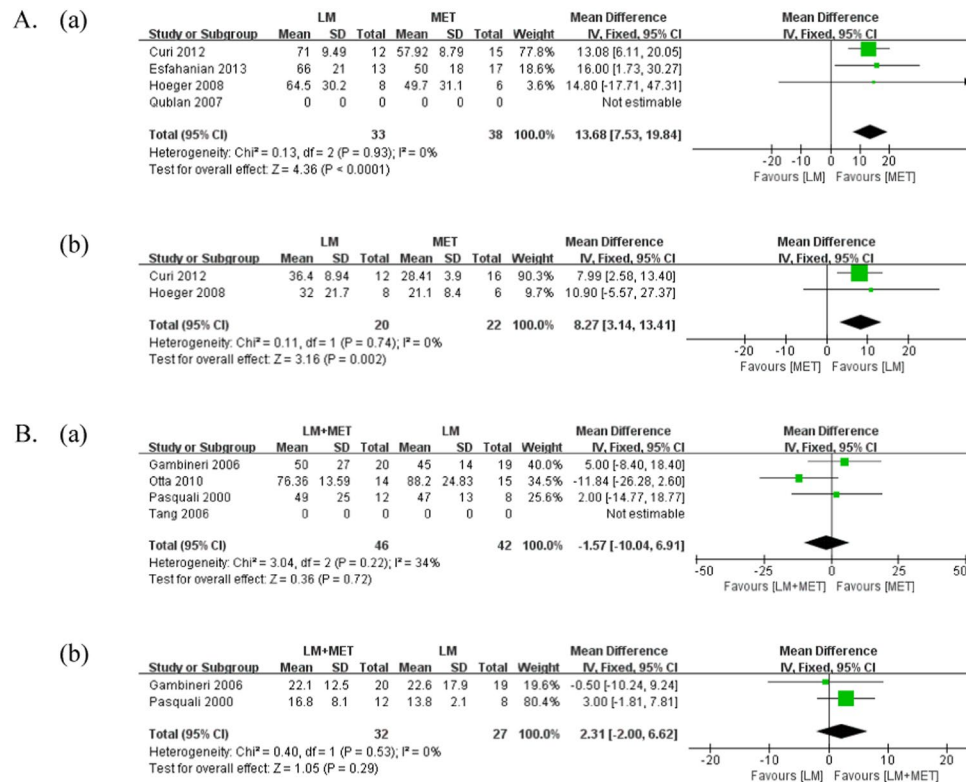 A. (a)
LM MET Mean Difference Mean Difference
Study or Subgroup Mean SD Total Mean SD Total Weight IV, Fixed, 95% CI IV, Fixed, 95% CI
Curi 2012 71 9.49 12 57.92 8.79 15 77.8% 13.08 [6.11, 20.05]
Esfahanian 2013 66 21 13 50 18 17 18.6% 16.00 [1.73, 30.27]
Hoeger 2008 64.5 30.2 8 49.7 31.1 6 3.6% 14.80 [-17.71, 47.31]
Qublan 2007 0 0 0 0 0 0 Not estimable
Total (95% CI) 33 38 100.0% 13.68 [7.53, 19.84]
Heterogeneity: Chi² = 0.13, df = 2 (P = 0.93); I² = 0%
Test for overall effect: Z = 4.36 (P < 0.0001)
-20 -10 0 10 20
Favours [LM] Favours [MET]
(b)
LM MET Mean Difference Mean Difference
Study or Subgroup Mean SD Total Mean SD Total Weight IV, Fixed, 95% CI IV, Fixed, 95% CI
Curi 2012 36.4 8.94 12 28.41 3.9 16 90.3% 7.99 [2.58, 13.40]
Hoeger 2008 32 21.7 8 21.1 8.4 6 9.7% 10.90 [-5.57, 27.37]
Total (95% CI) 20 22 100.0% 8.27 [3.14, 13.41]
Heterogeneity: Chi² = 0.11, df = 1 (P = 0.74); I² = 0%
Test for overall effect: Z = 3.16 (P = 0.002)
-20 -10 0 10 20
Favours [MET] Favours [LM]
B. (a)
LM+MET LM Mean Difference Mean Difference
Study or Subgroup Mean SD Total Mean SD Total Weight IV, Fixed, 95% CI IV, Fixed, 95% CI
Gambineri 2006 50 27 20 45 14 19 40.0% 5.00 [-8.40, 18.40]
Otta 2010 76.36 13.59 14 88.2 24.83 15 34.5% -11.84 [-26.28, 2.60]
Pasquali 2000 49 25 12 47 13 8 25.6% 2.00 [-14.77, 18.77]
Tang 2006 0 0 0 0 0 0 Not estimable
Total (95% CI) 46 42 100.0% -1.57 [-10.04, 6.91]
Heterogeneity: Chi² = 3.04, df = 2 (P = 0.22); I² = 34%
Test for overall effect: Z = 0.36 (P = 0.72)
-50 -25 0 25 50
Favours [LM+MET] Favours [MET]
(b)
LM+MET LM Mean Difference Mean Difference
Study or Subgroup Mean SD Total Mean SD Total Weight IV, Fixed, 95% CI IV, Fixed, 95% CI
Gambineri 2006 22.1 12.5 20 22.6 17.9 19 19.6% -0.50 [-10.24, 9.24]
Pasquali 2000 16.8 8.1 12 13.8 2.1 8 80.4% 3.00 [-1.81, 7.81]
Total (95% CI) 32 27 100.0% 2.31 [-2.00, 6.62]
Heterogeneity: Chi² = 0.40, df = 1 (P = 0.53); I² = 0%
Test for overall effect: Z = 1.05 (P = 0.29)
-20 -10 0 10 20
Favours [LM] Favours [LM+MET]